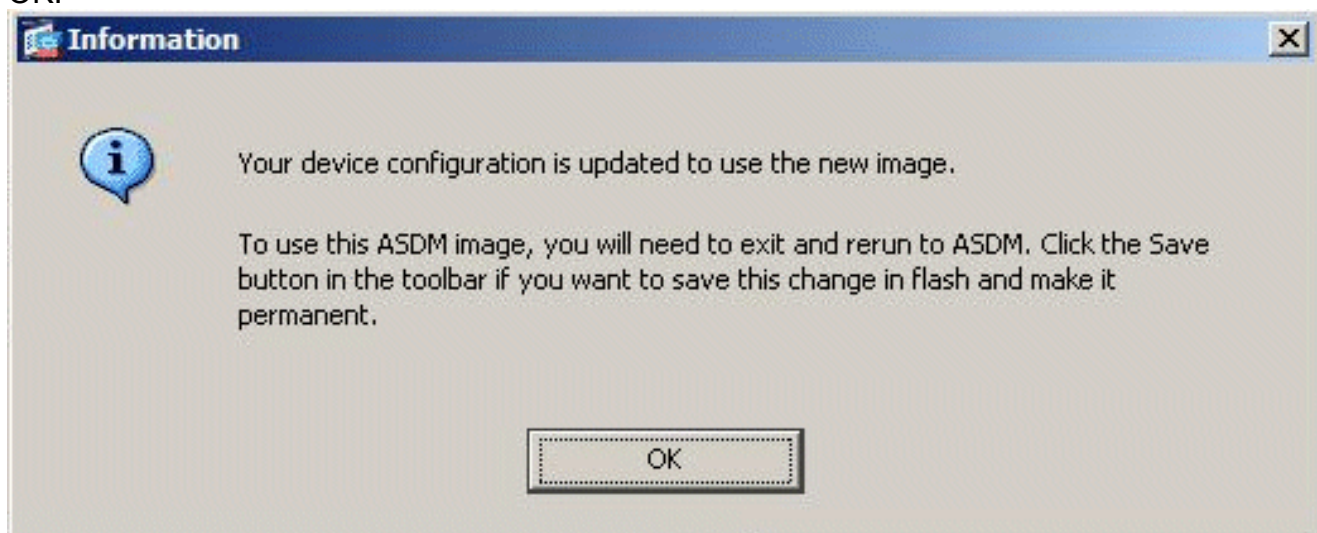 Information
Your device configuration is updated to use the new image.
To use this ASDM image, you will need to exit and rerun to ASDM. Click the Save
button in the toolbar if you want to save this change in flash and make it
permanent.
OK